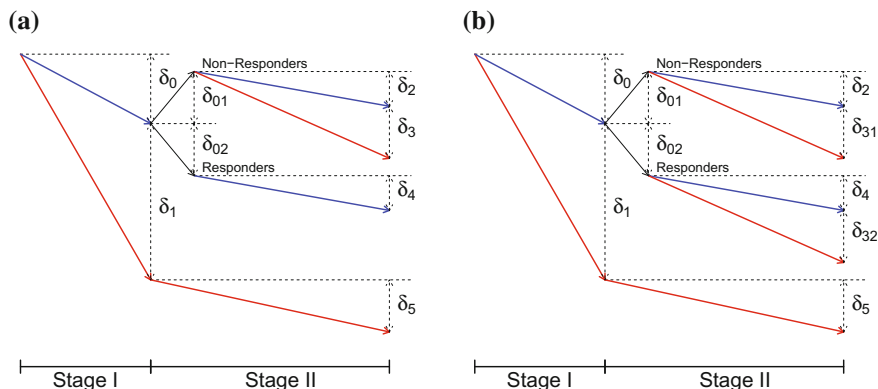 (a)
δ0
Non−Responders
δ01
δ02
Responders
δ1
δ2
δ3
δ4
δ5
Stage I
Stage II
(b)
δ0
Non−Responders
δ01
δ02
Responders
δ1
δ2
δ31
δ4
δ32
δ5
Stage I
Stage II